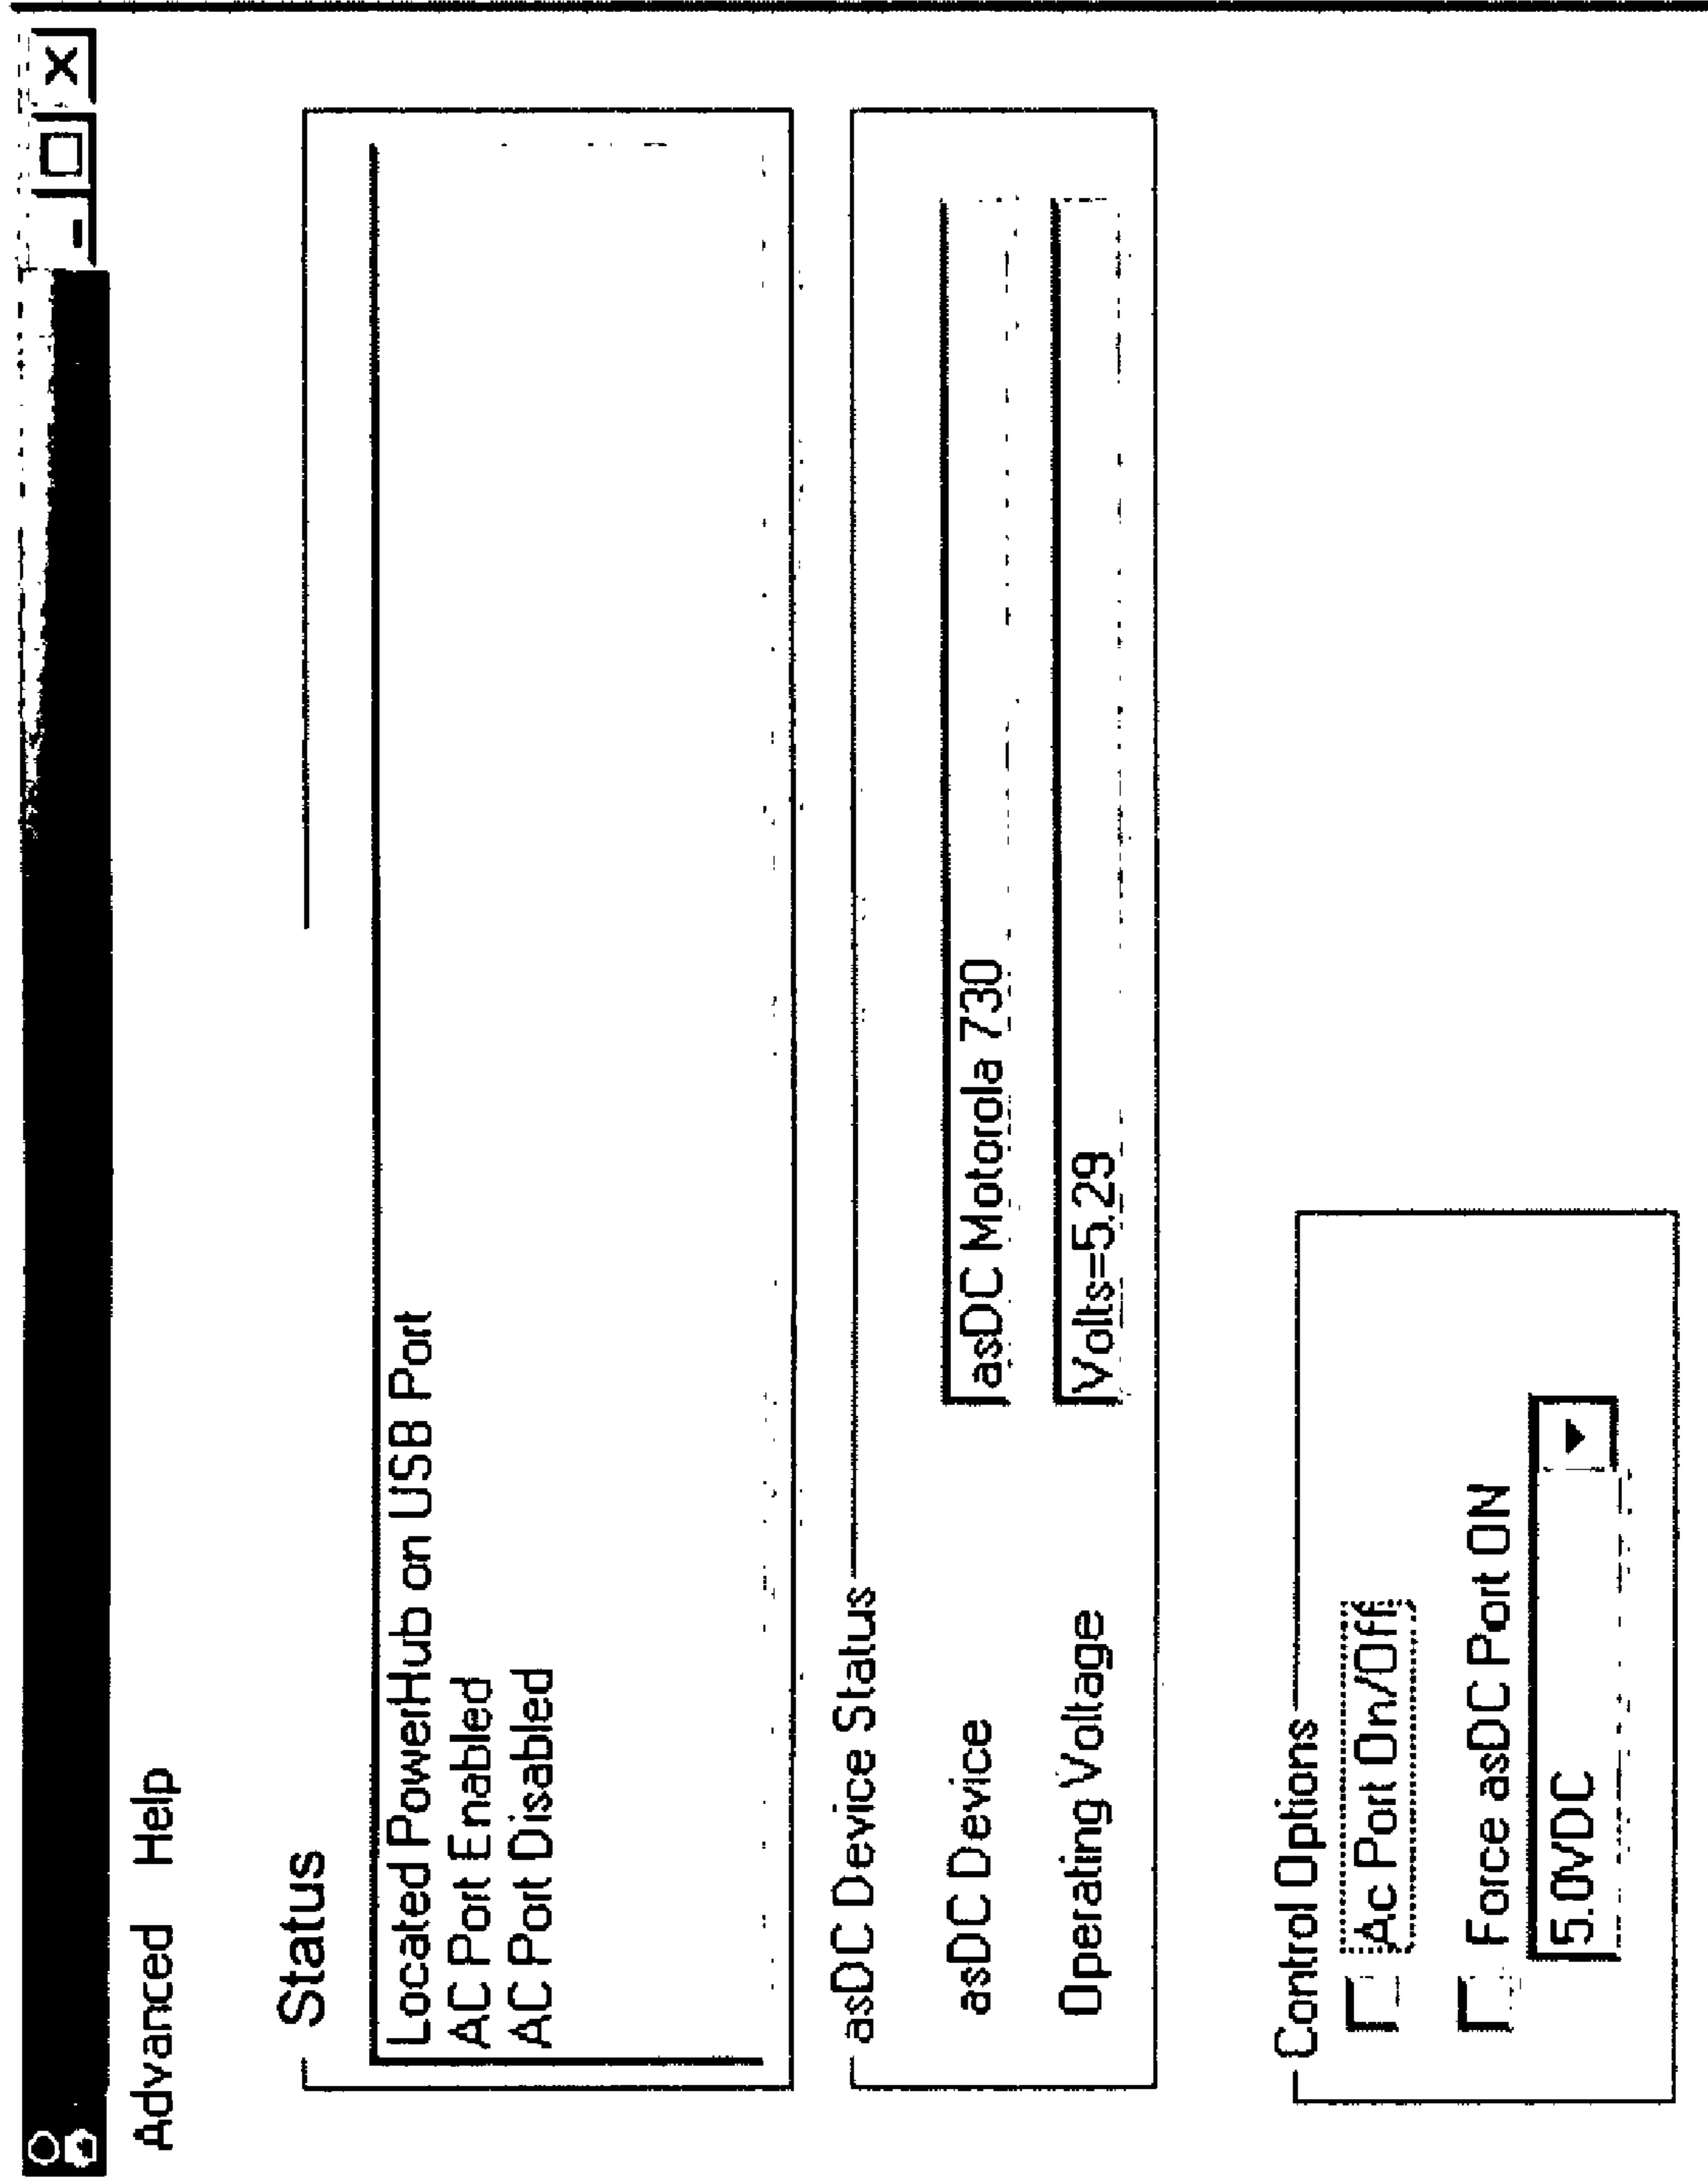 Advanced Help
Status
Located PowerHub on USB Port
AC Port Enabled
AC Port Disabled
asDC Device Status
asDC Device asDC Motorola 730
Operating Voltage Volts=5.29
Control Options
Ac Port On/Off
Force asDC Port ON
5.0VDC